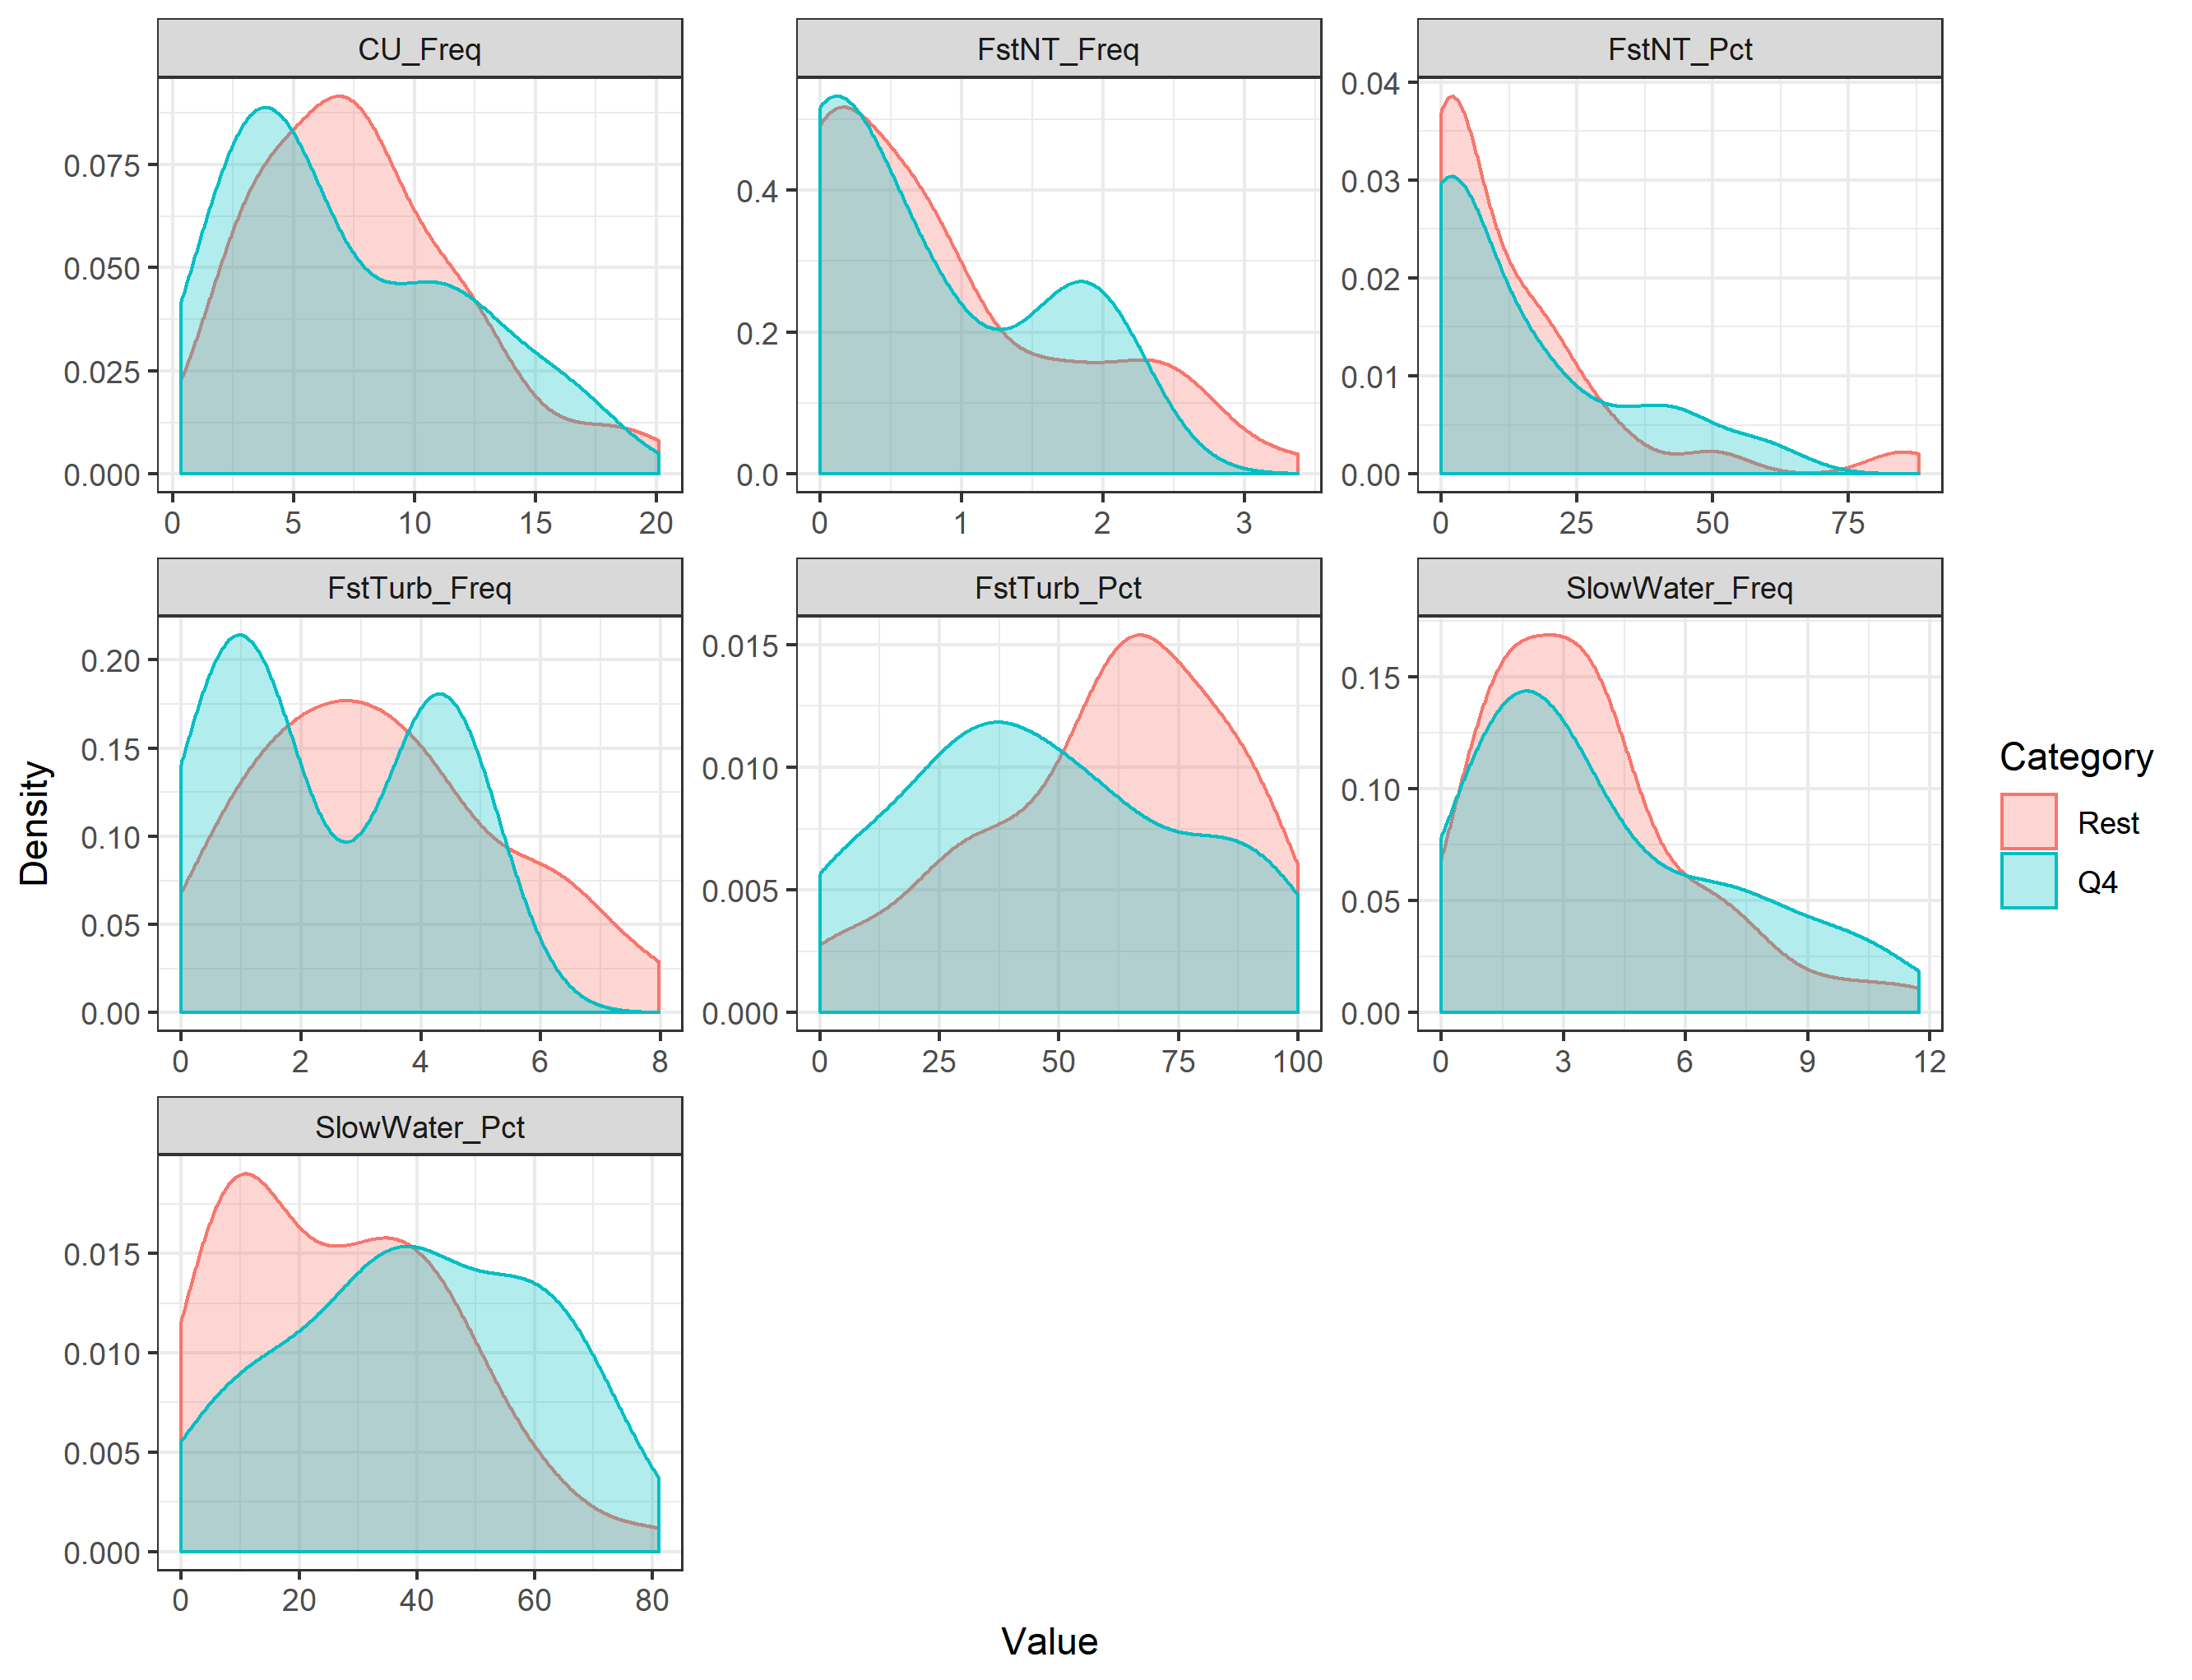 CU_Freq FstNT_Freq FstNT_Pct
0.075
0.050
0.025
0.000
0 5 10 15 20
0.4
0.2
0.0
0 1 2 3
0.04
0.03
0.02
0.01
0.00
0 25 50 75
FstTurb_Freq FstTurb_Pct SlowWater_Freq
0.20
0.15
0.10
0.05
0.00
0 2 4 6 8
0.015
0.010
0.005
0.000
0 25 50 75 100
0.15
0.10
0.05
0.00
0 3 6 9 12
SlowWater_Pct
0.015
0.010
0.005
0.000
0 20 40 60 80
Density
Value
Category
Rest
Q4